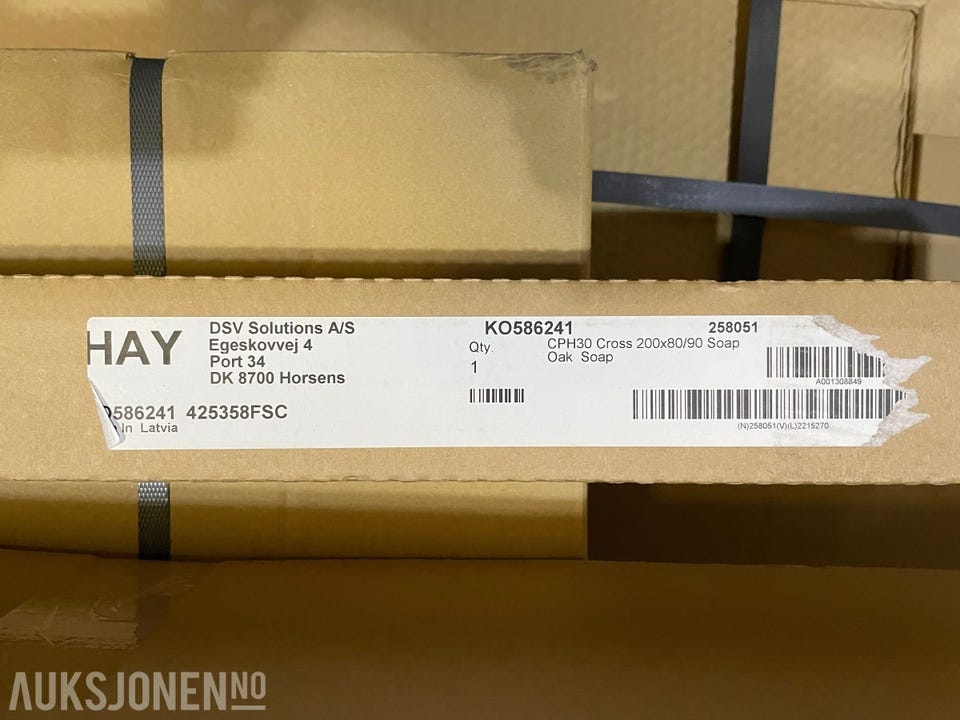 HAY
DSV Solutions A/S
Egeskovvej 4
Port 34
DK 8700 Horsens
586241 425358FSC
In Latvia
KO586241
258051
Qty.
1
CPH30 Cross 200x80/90 Soap
Oak Soap
A001308849
(N)258051(V)(L)2215270
AUKSJONEN NO